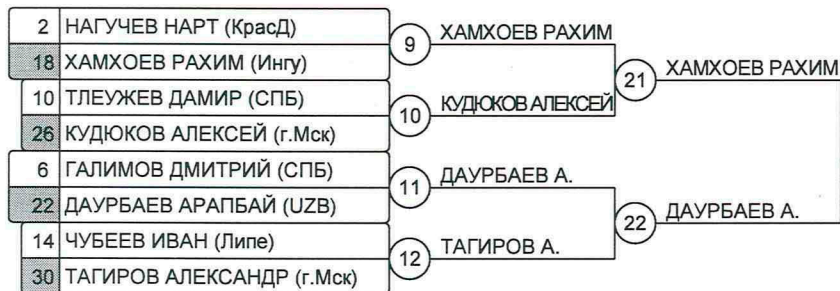 2 НАГУЧЕВ НАРТ (КрасД)
18 ХАМХОЕВ РАХИМ (Ингу)
10 ТЛЕУЖЕВ ДАМИР (СПБ)
26 КУДЮКОВ АЛЕКСЕЙ (г.Мск)
6 ГАЛИМОВ ДМИТРИЙ (СПБ)
22 ДАУРБАЕВ АРАПБАЙ (UZB)
14 ЧУБЕЕВ ИВАН (Липе)
30 ТАГИРОВ АЛЕКСАНДР (г.Мск)
9 ХАМХОЕВ РАХИМ
10 КУДЮКОВ АЛЕКСЕЙ
11 ДАУРБАЕВ А.
12 ТАГИРОВ А.
21 ХАМХОЕВ РАХИМ
22 ДАУРБАЕВ А.